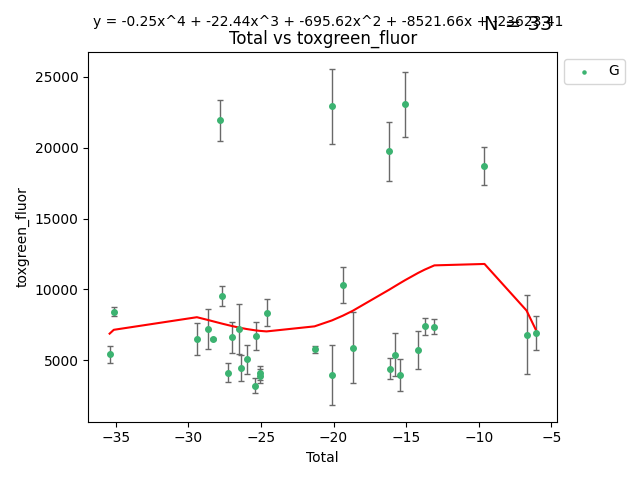 y = -0.25x^4 + -22.44x^3 + -695.62x^2 + -8521.66x +
N = 33
Total vs toxgreen_fluor
G
25000
20000
15000
10000
5000
toxgreen_fluor
−35 −30 −25 −20 −15 −10 −5
Total